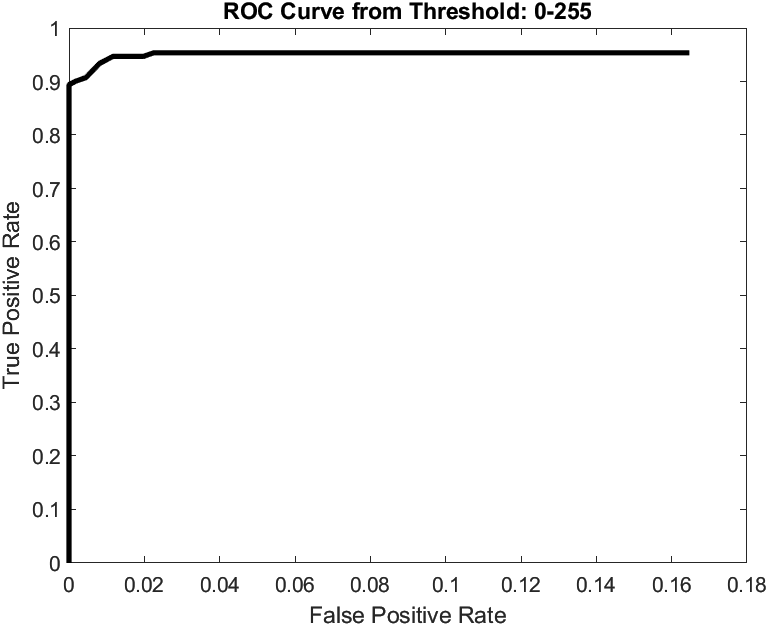 ROC Curve from Threshold: 0-255
1
0.9
0.8
0.7
0.6
0.5
0.4
0.3
0.2
0.1
0
True Positive Rate
0 0.02 0.04 0.06 0.08 0.1 0.12 0.14 0.16 0.18
False Positive Rate